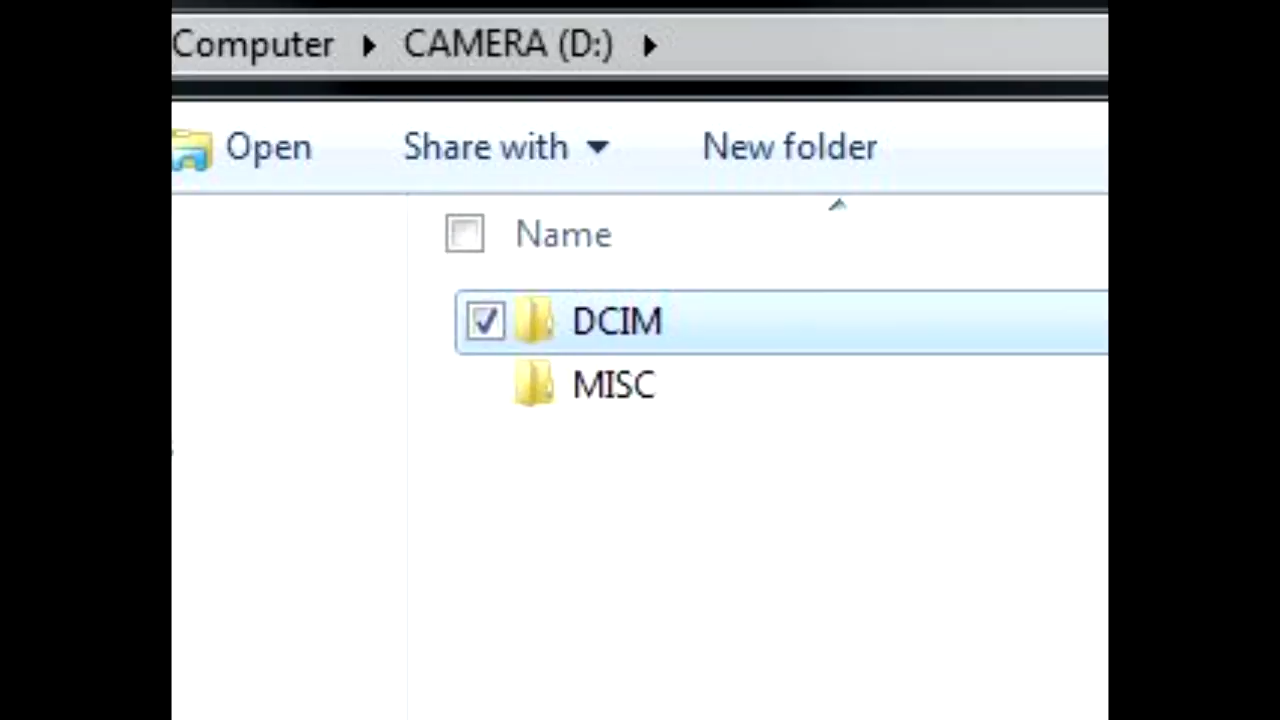 Computer ▸ CAMERA (D:) ▸
Open Share with New folder
Name
DCIM
MISC